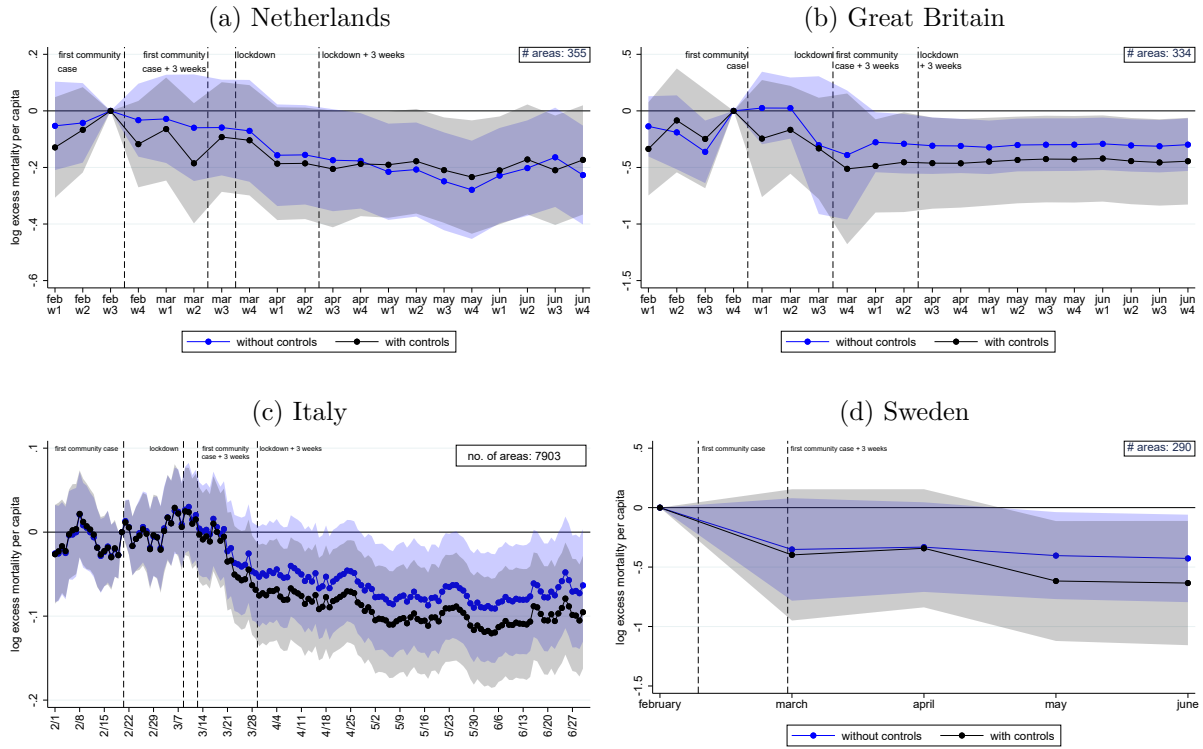 (a) Netherlands
log excess mortality per capita
.2
0
-.2
-.4
-.6
first community
case
first community
case + 3 weeks
lockdown
lockdown + 3 weeks
# areas: 355
feb feb feb feb mar mar mar mar apr apr apr apr may may may may jun jun jun jun
w1 w2 w3 w4 w1 w2 w3 w4 w1 w2 w3 w4 w1 w2 w3 w4 w1 w2 w3 w4
without controls with controls
(b) Great Britain
log excess mortality per capita
.5
0
-.5
-1
-1.5
first community
case
lockdown
first community
case + 3 weeks
lockdown
+ 3 weeks
# areas: 334
feb feb feb feb mar mar mar mar apr apr apr apr may may may may jun jun jun jun
w1 w2 w3 w4 w1 w2 w3 w4 w1 w2 w3 w4 w1 w2 w3 w4 w1 w2 w3 w4
without controls with controls
(c) Italy
log excess mortality per capita
.1
0
-.1
-.2
first community case
lockdown
first community
case + 3 weeks
lockdown + 3 weeks
no. of areas: 7903
2/1 2/8 2/15 2/22 2/29 3/7 3/14 3/21 3/28 4/4 4/11 4/18 4/25 5/2 5/9 5/16 5/23 5/30 6/6 6/13 6/20 6/27
(d) Sweden
log excess mortality per capita
.5
0
-.5
-1
-1.5
first community case
first community case + 3 weeks
# areas: 290
february march april may june
without controls with controls